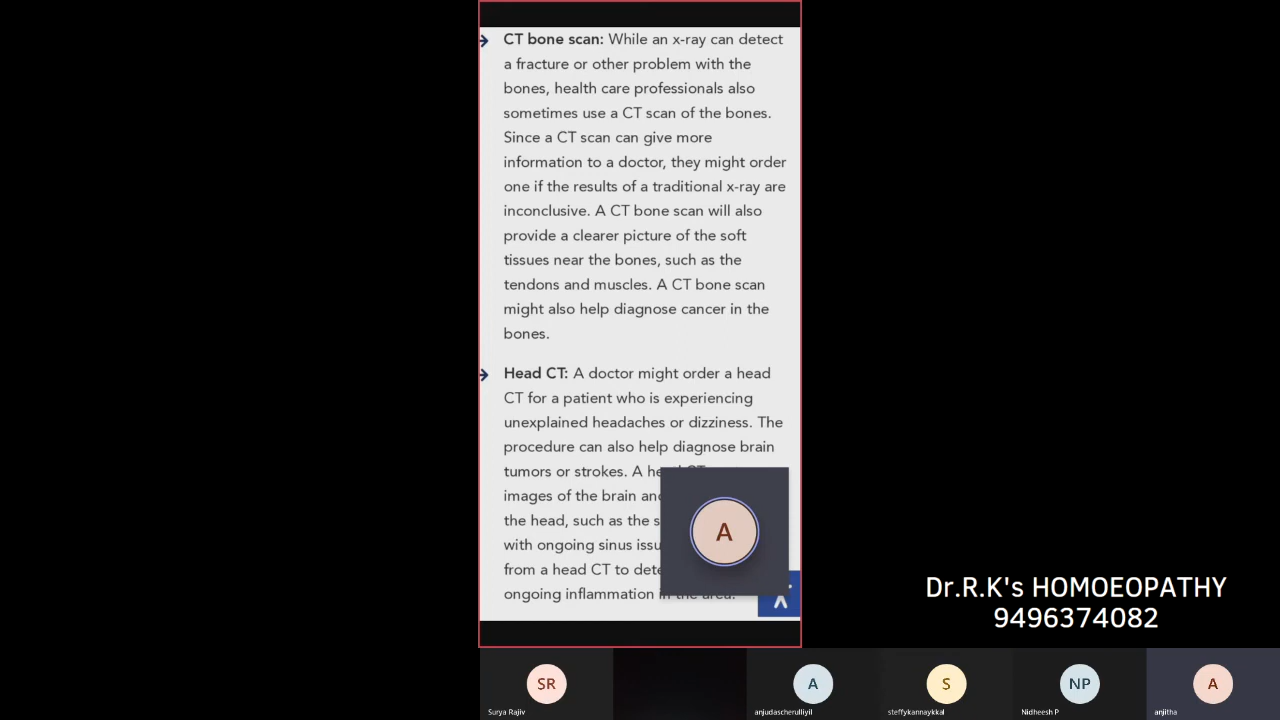 CT bone scan: While an x-ray can detect
a fracture or other problem with the
bones, health care professionals also
sometimes use a CT scan of the bones.
Since a CT scan can give more
information to a doctor, they might order
one if the results of a traditional x-ray are
inconclusive. A CT bone scan will also
provide a clearer picture of the soft
tissues near the bones, such as the
tendons and muscles. A CT bone scan
might also help diagnose cancer in the
bones.
Head CT: A doctor might order a head
CT for a patient who is experiencing
unexplained headaches or dizziness. The
procedure can also help diagnose brain
tumors or strokes. A
images of the brain
the head, such as the
with ongoing sinus
from a head CT to
ongoing inflammation in the area.
A
Dr.R.K's HOMOEOPATHY
9496374082
SR
A
S
NP
A
Surya Rajiv
anjudascherulliyil
steffykannaykkal
Nidheesh P
anjitha